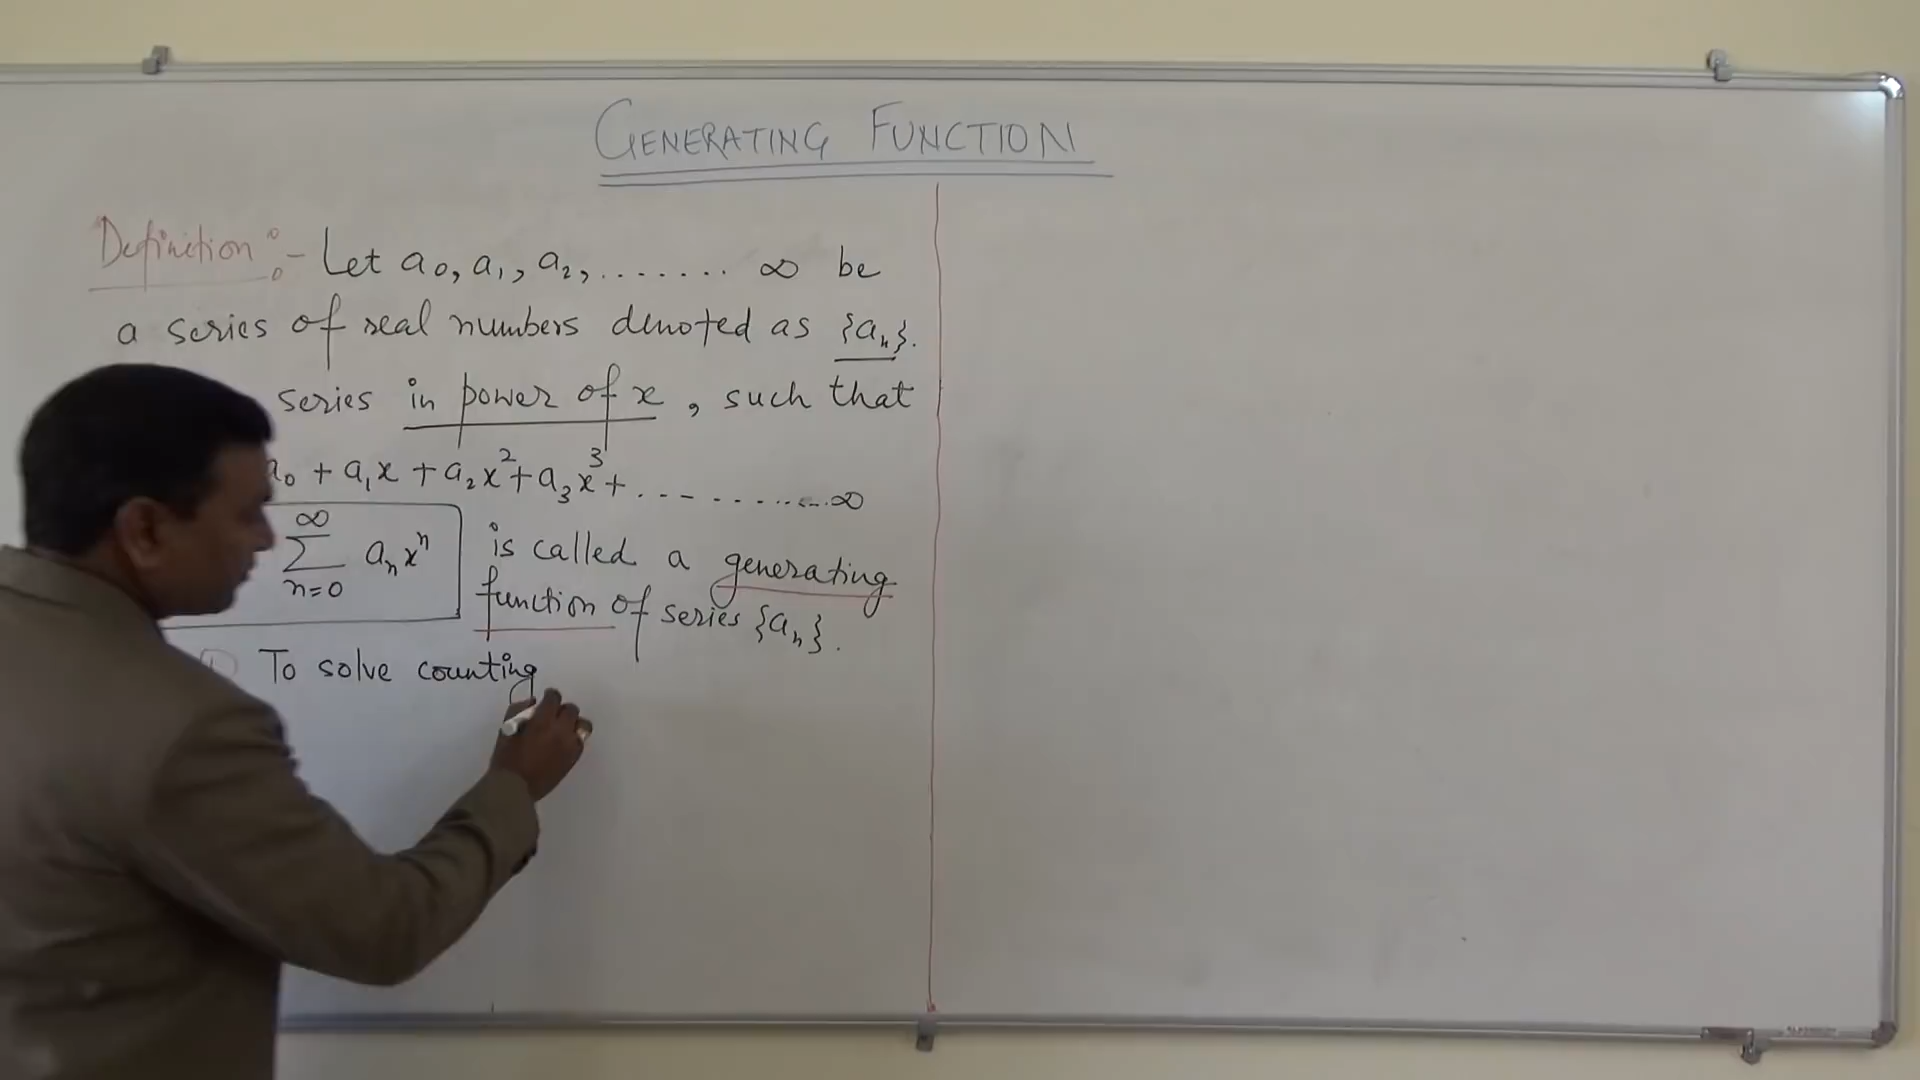 GENERATING FUNCTION
Definition :- Let a₀, a₁, a₂, ....... ∞ be
a series of real numbers denoted as {aₙ}.
series in power of x, such that
a₀ + a₁x + a₂x² + a₃x³ + ............ ∞
∞
∑ aₙxⁿ
n=0
is called a generating
function of series {aₙ}.
① To solve counting